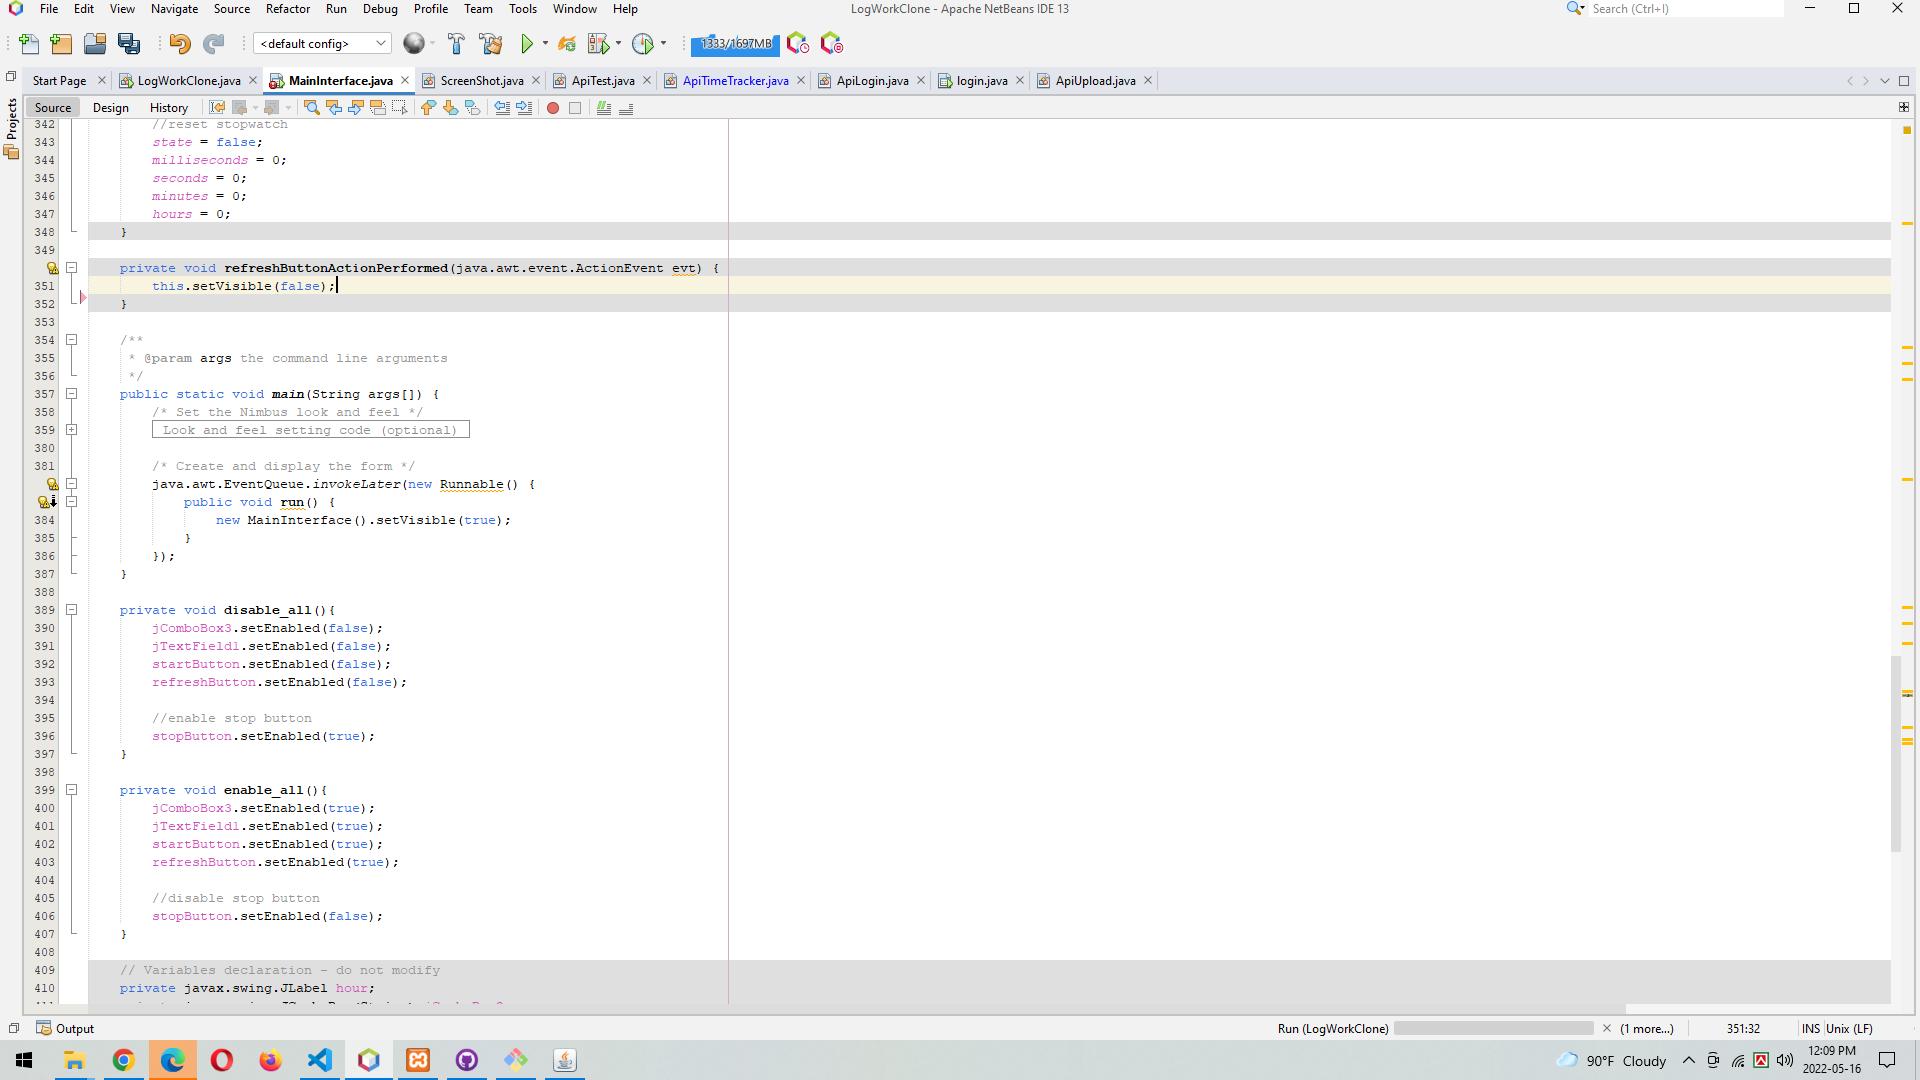 File Edit View Navigate Source Refactor Run Debug Profile Team Tools Window Help
LogWorkClone - Apache NetBeans IDE 13
Search (Ctrl+I)
<default config>
1333/1697MB
Start Page LogWorkClone.java MainInterface.java ScreenShot.java ApiTest.java ApiTimeTracker.java ApiLogin.java login.java ApiUpload.java
Projects
Source Design History
342 //reset stopwatch
343 state = false;
344 milliseconds = 0;
345 seconds = 0;
346 minutes = 0;
347 hours = 0;
348 }
349
private void refreshButtonActionPerformed(java.awt.event.ActionEvent evt) {
351 this.setVisible(false);
352 }
353
354 /**
355 * @param args the command line arguments
356 */
357 public static void main(String args[]) {
358 /* Set the Nimbus look and feel */
359 Look and feel setting code (optional)
380
381 /* Create and display the form */
java.awt.EventQueue.invokeLater(new Runnable() {
public void run() {
384 new MainInterface().setVisible(true);
385 }
386 });
387 }
388
389 private void disable_all(){
390 jComboBox3.setEnabled(false);
391 jTextField1.setEnabled(false);
392 startButton.setEnabled(false);
393 refreshButton.setEnabled(false);
394
395 //enable stop button
396 stopButton.setEnabled(true);
397 }
398
399 private void enable_all(){
400 jComboBox3.setEnabled(true);
401 jTextField1.setEnabled(true);
402 startButton.setEnabled(true);
403 refreshButton.setEnabled(true);
404
405 //disable stop button
406 stopButton.setEnabled(false);
407 }
408
409 // Variables declaration - do not modify
410 private javax.swing.JLabel hour;
Output
Run (LogWorkClone) (1 more...) 351:32 INS Unix (LF)
90°F Cloudy
12:09 PM
2022-05-16